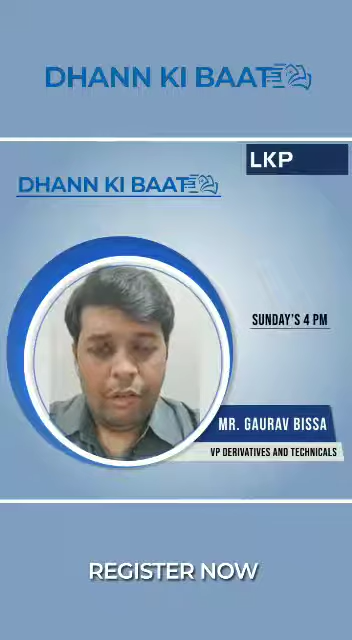 DHANN KI BAAT
LKP
DHANN KI BAAT
SUNDAY'S 4 PM
MR. GAURAV BISSA
VP DERIVATIVES AND TECHNICALS
REGISTER NOW